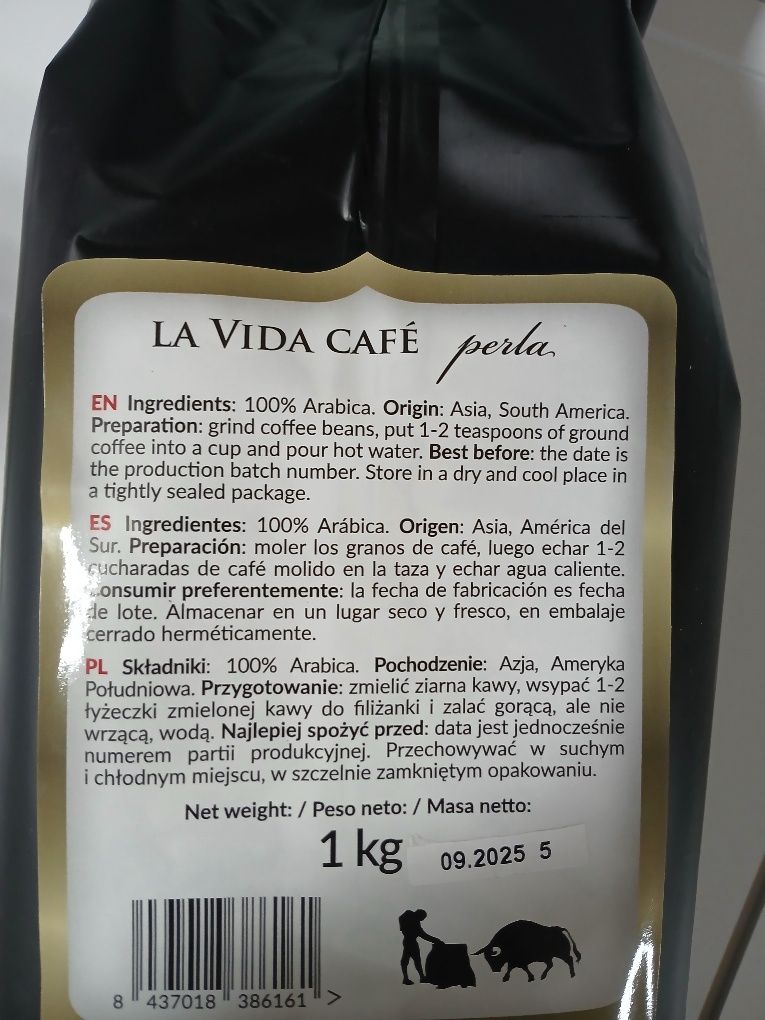 LA VIDA CAFÉ perla
EN Ingredients: 100% Arabica. Origin: Asia, South America.
Preparation: grind coffee beans, put 1-2 teaspoons of ground
coffee into a cup and pour hot water. Best before: the date is
the production batch number. Store in a dry and cool place in
a tightly sealed package.
ES Ingredientes: 100% Arábica. Origen: Asia, América del
Sur. Preparación: moler los granos de café, luego echar 1-2
cucharadas de café molido en la taza y echar agua caliente.
Consumir preferentemente: la fecha de fabricación es fecha
de lote. Almacenar en un lugar seco y fresco, en embalaje
cerrado herméticamente.
PL Składniki: 100% Arabica. Pochodzenie: Azja, Ameryka
Południowa. Przygotowanie: zmielić ziarna kawy, wsypać 1-2
łyżeczki zmielonej kawy do filiżanki i zalać gorącą, ale nie
wrzącą, wodą. Najlepiej spożyć przed: data jest jednocześnie
numerem partii produkcyjnej. Przechowywać w suchym
i chłodnym miejscu, w szczelnie zamkniętym opakowaniu.
Net weight: / Peso neto: / Masa netto:
1 kg 09.2025 5
8 437018 386161 >